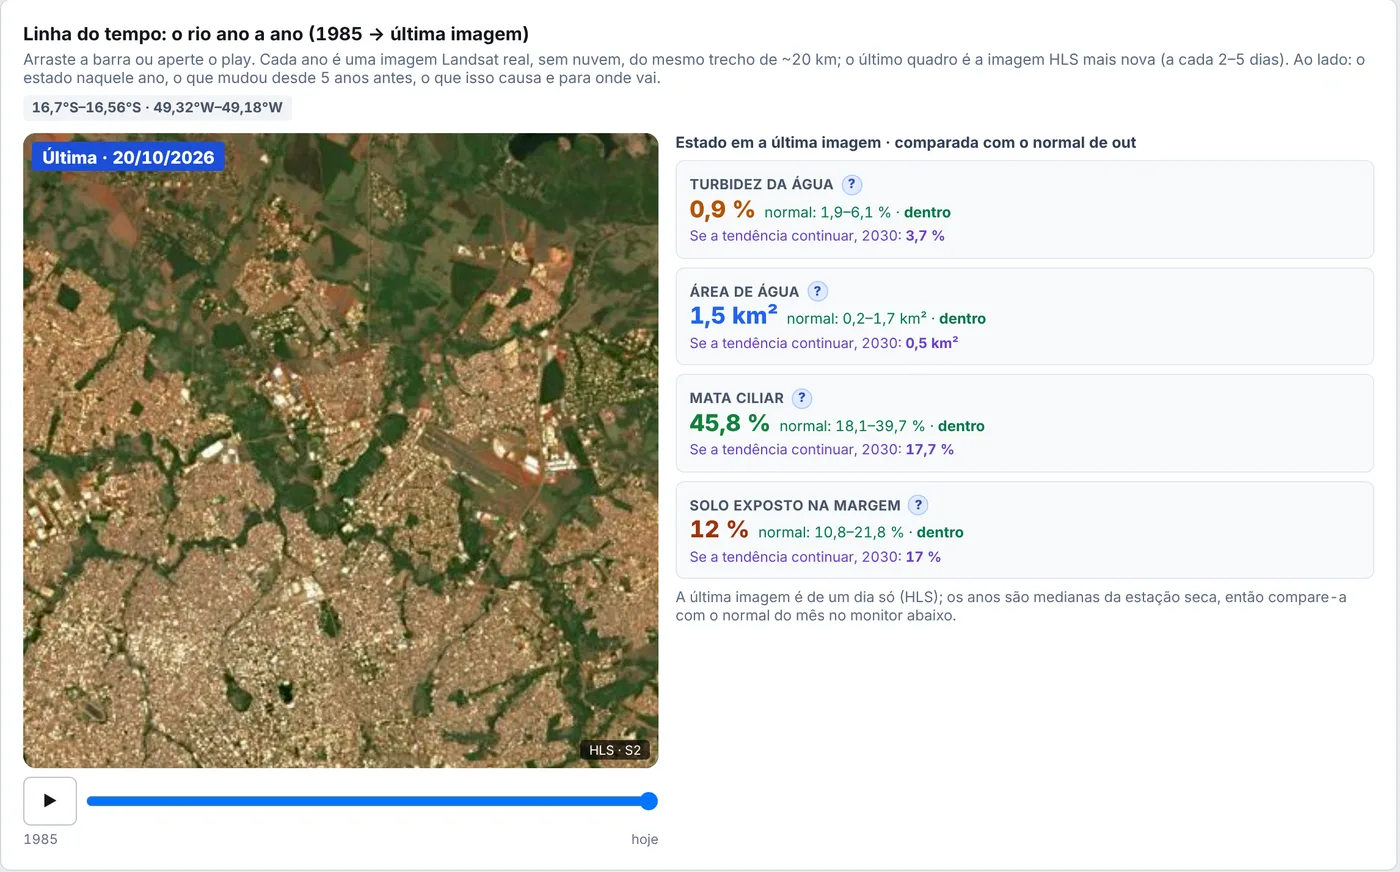 Linha do tempo: o rio ano a ano (1985 → última imagem)
Arraste a barra ou aperte o play. Cada ano é uma imagem Landsat real, sem nuvem, do mesmo trecho de ~20 km; o último quadro é a imagem HLS mais nova (a cada 2–5 dias). Ao lado: o
estado naquele ano, o que mudou desde 5 anos antes, o que isso causa e para onde vai.
16,7°S–16,56°S · 49,32°W–49,18°W
Última · 20/10/2026
HLS · S2
1985
hoje
Estado em a última imagem · comparada com o normal de out
TURBIDEZ DA ÁGUA ?
0,9 % normal: 1,9–6,1 % · dentro
Se a tendência continuar, 2030: 3,7 %
ÁREA DE ÁGUA ?
1,5 km² normal: 0,2–1,7 km² · dentro
Se a tendência continuar, 2030: 0,5 km²
MATA CILIAR ?
45,8 % normal: 18,1–39,7 % · dentro
Se a tendência continuar, 2030: 17,7 %
SOLO EXPOSTO NA MARGEM ?
12 % normal: 10,8–21,8 % · dentro
Se a tendência continuar, 2030: 17 %
A última imagem é de um dia só (HLS); os anos são medianas da estação seca, então compare-a
com o normal do mês no monitor abaixo.